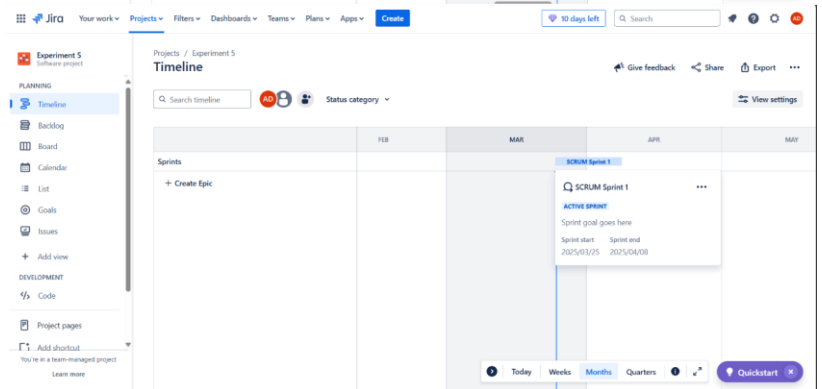 Jira Your work Projects Filters Dashboards Teams Plans Apps Create 10 days left Search AD
Experiment 5
Software project
PLANNING
Timeline
Backlog
Board
Calendar
List
Goals
Issues
Add view
DEVELOPMENT
Code
Project pages
Add shortcut
You're in a team-managed project
Learn more
Projects / Experiment 5
Timeline
Give feedback Share Export
Search timeline AD Status category View settings
FEB MAR APR MAY
Sprints SCRUM Sprint 1
+ Create Epic
SCRUM Sprint 1
ACTIVE SPRINT
Sprint goal goes here
Sprint start Sprint end
2025/03/25 2025/04/08
Today Weeks Months Quarters Quickstart